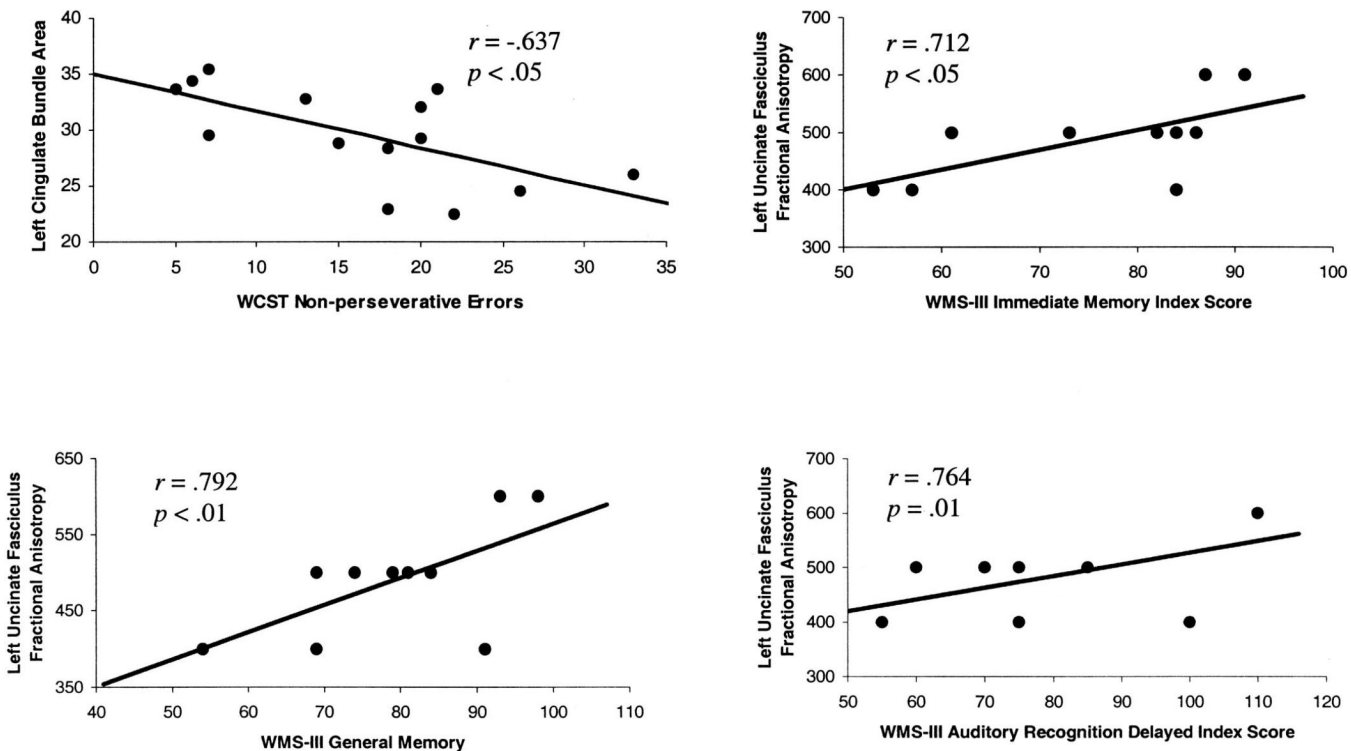 40
35
30
25
20
Left Cingulate Bundle Area
r = -.637
p < .05
0 5 10 15 20 25 30 35
WCST Non-perseverative Errors
700
600
500
400
300
Left Uncinate Fasciculus
Fractional Anisotropy
r = .712
p < .05
50 60 70 80 90 100
WMS-III Immediate Memory Index Score
650
550
450
350
Left Uncinate Fasciculus
Fractional Anisotropy
r = .792
p < .01
40 50 60 70 80 90 100 110
WMS-III General Memory
700
600
500
400
300
Left Uncinate Fasciculus
Fractional Anisotropy
r = .764
p = .01
50 60 70 80 90 100 110 120
WMS-III Auditory Recognition Delayed Index Score